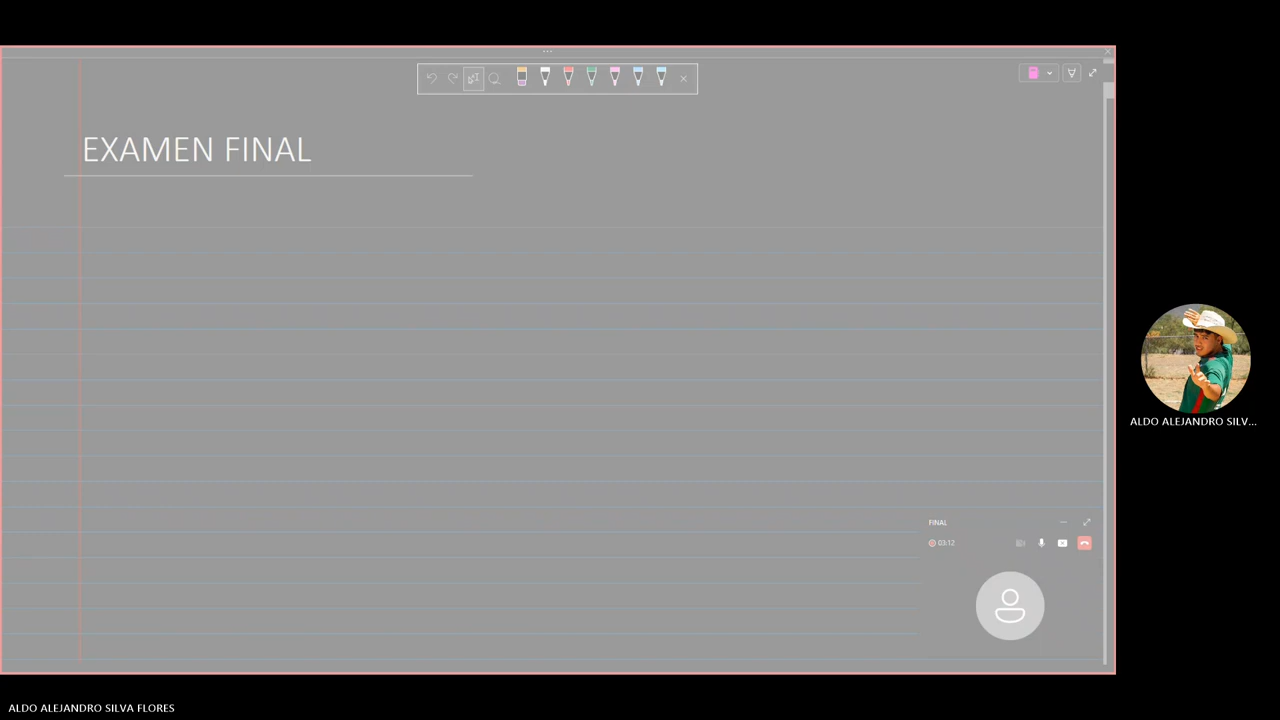 EXAMEN FINAL
FINAL
03:12
ALDO ALEJANDRO SILV...
ALDO ALEJANDRO SILVA FLORES